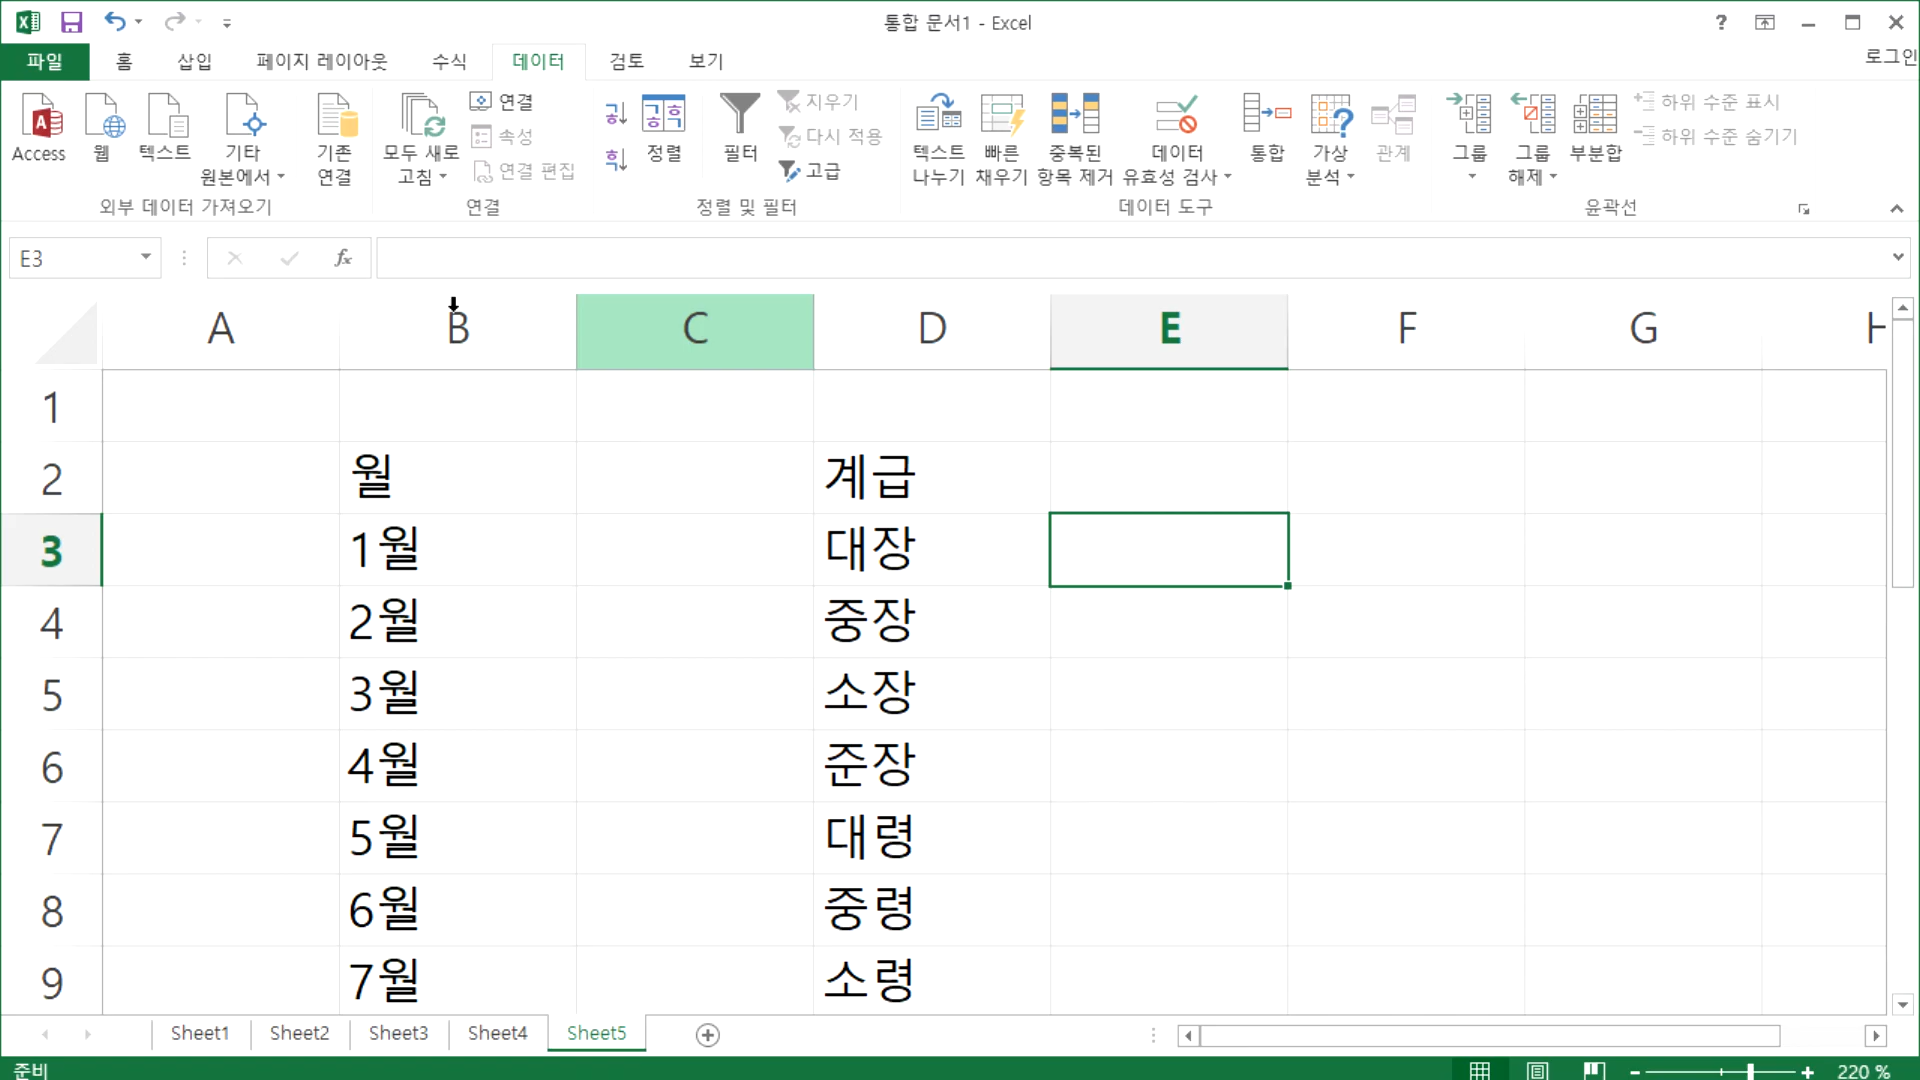 통합 문서1 - Excel
?
파일 홈 삽입 페이지 레이아웃 수식 데이터 검토 보기 로그인
Access
웹
텍스트
기타
원본에서
기존
연결
외부 데이터 가져오기
모두 새로
고침
연결
속성
연결 편집
연결
정렬
필터
지우기
다시 적용
고급
정렬 및 필터
텍스트
나누기
빠른
채우기
중복된
항목 제거
데이터
유효성 검사
통합
가상
분석
관계
데이터 도구
그룹
그룹
해제
부분합
하위 수준 표시
하위 수준 숨기기
윤곽선
E3 fx
A B C D E F G H
1
2 월 계급
3 1월 대장
4 2월 중장
5 3월 소장
6 4월 준장
7 5월 대령
8 6월 중령
9 7월 소령
Sheet1 Sheet2 Sheet3 Sheet4 Sheet5
준비 220 %